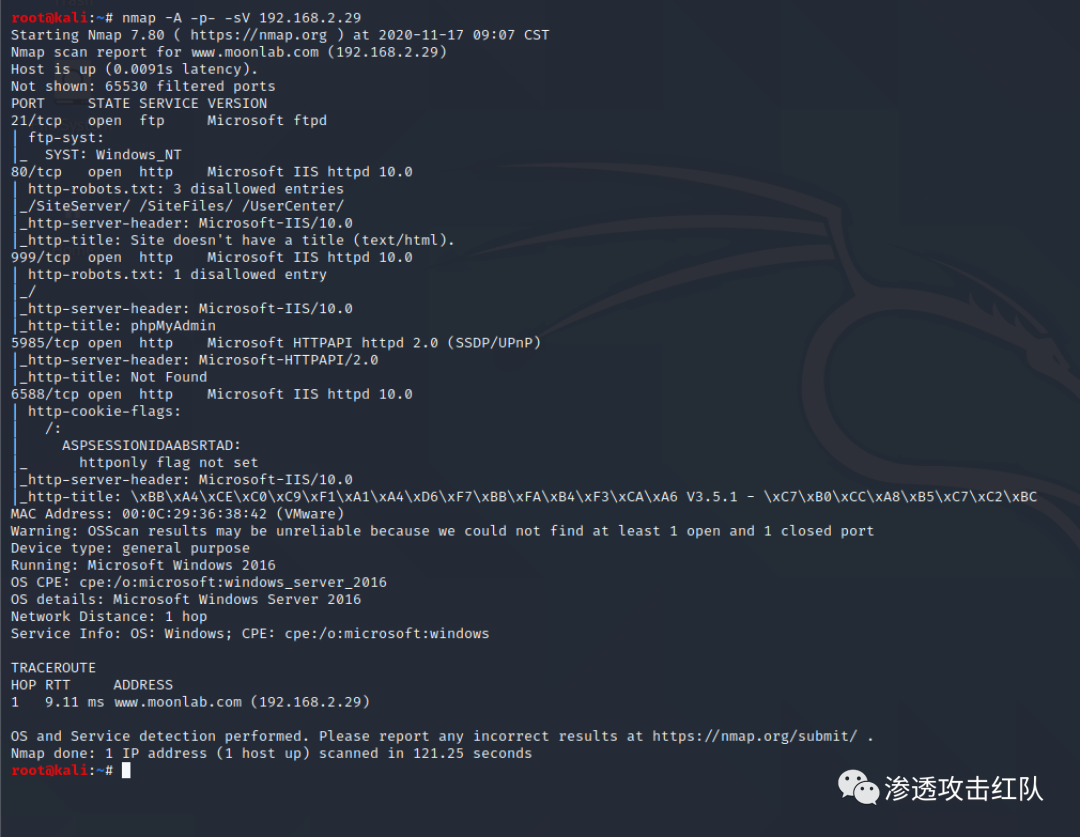 root@kali:~# nmap -A -p- -sV 192.168.2.29
Starting Nmap 7.80 ( https://nmap.org ) at 2020-11-17 09:07 CST
Nmap scan report for www.moonlab.com (192.168.2.29)
Host is up (0.0091s latency).
Not shown: 65530 filtered ports
PORT     STATE SERVICE VERSION
21/tcp   open  ftp     Microsoft ftpd
| ftp-syst:
|_  SYST: Windows_NT
80/tcp   open  http    Microsoft IIS httpd 10.0
| http-robots.txt: 3 disallowed entries
|_/SiteServer/ /SiteFiles/ /UserCenter/
|_http-server-header: Microsoft-IIS/10.0
|_http-title: Site doesn't have a title (text/html).
999/tcp  open  http    Microsoft IIS httpd 10.0
| http-robots.txt: 1 disallowed entry
|_/
|_http-server-header: Microsoft-IIS/10.0
|_http-title: phpMyAdmin
5985/tcp open  http    Microsoft HTTPAPI httpd 2.0 (SSDP/UPnP)
|_http-server-header: Microsoft-HTTPAPI/2.0
|_http-title: Not Found
6588/tcp open  http    Microsoft IIS httpd 10.0
| http-cookie-flags:
|   /:
|     ASPSESSIONIDAABSRTAD:
|_      httponly flag not set
|_http-server-header: Microsoft-IIS/10.0
|_http-title: \xBB\xA4\xCE\xC0\xC9\xF1\xA1\xA4\xD6\xF7\xBB\xFA\xB4\xF3\xCA\xA6 V3.5.1 - \xC7\xB0\xCC\xA8\xB5\xC7\xC2\xBC
MAC Address: 00:0C:29:36:38:42 (VMware)
Warning: OSScan results may be unreliable because we could not find at least 1 open and 1 closed port
Device type: general purpose
Running: Microsoft Windows 2016
OS CPE: cpe:/o:microsoft:windows_server_2016
OS details: Microsoft Windows Server 2016
Network Distance: 1 hop
Service Info: OS: Windows; CPE: cpe:/o:microsoft:windows
TRACEROUTE
HOP RTT     ADDRESS
1   9.11 ms www.moonlab.com (192.168.2.29)
OS and Service detection performed. Please report any incorrect results at https://nmap.org/submit/ .
Nmap done: 1 IP address (1 host up) scanned in 121.25 seconds
root@kali:~#
渗透攻击红队